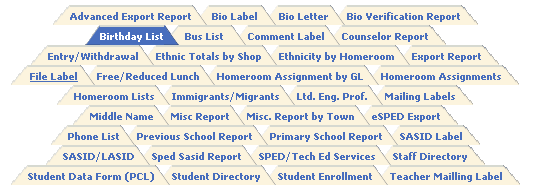 Advanced Export Report Bio Label Bio Letter Bio Verification Report
Birthday List Bus List Comment Label Counselor Report
Entry/Withdrawal Ethnic Totals by Shop Ethnicity by Homeroom Export Report
File Label Free/Reduced Lunch Homeroom Assignment by GL Homeroom Assignments
Homeroom Lists Immigrants/Migrants Ltd. Eng. Prof. Mailing Labels
Middle Name Misc Report Misc. Report by Town eSPED Export
Phone List Previous School Report Primary School Report SASID Label
SASID/LASID Sped Sasid Report SPED/Tech Ed Services Staff Directory
Student Data Form (PCL) Student Directory Student Enrollment Teacher Mailling Label